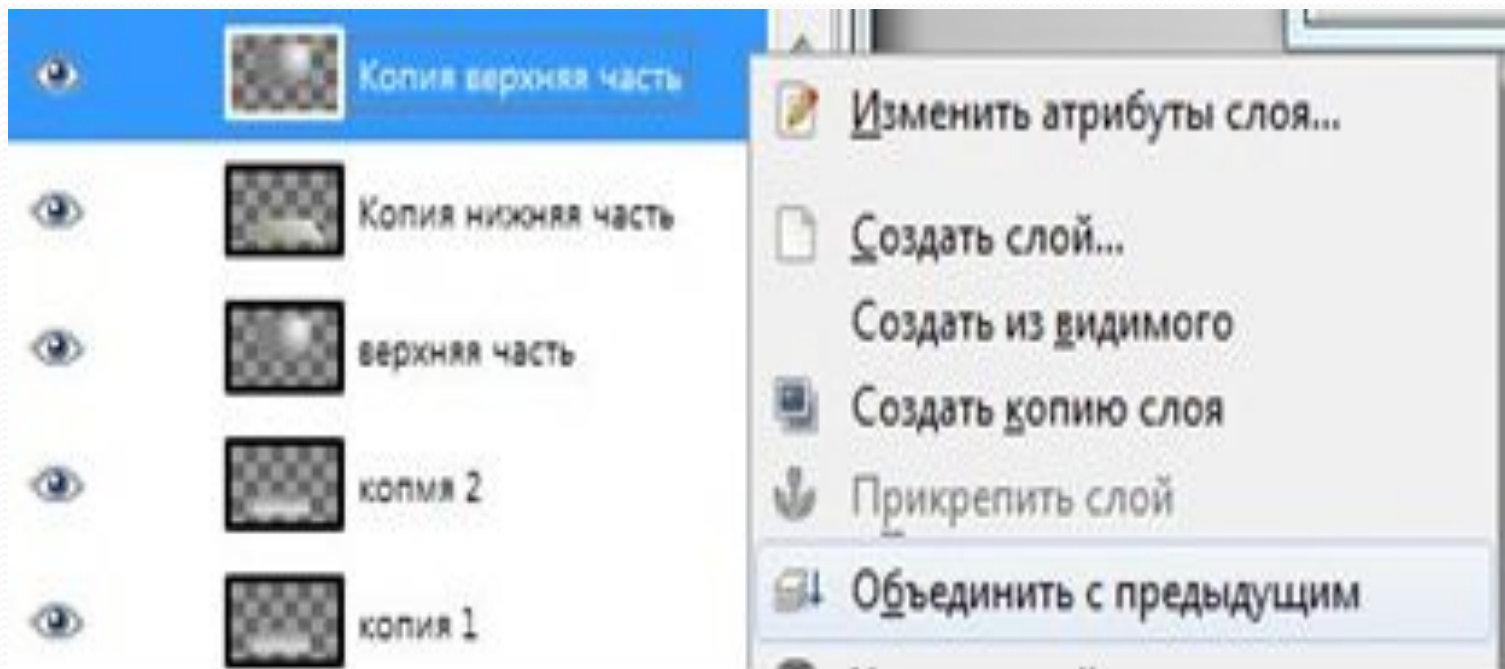 Копия верхняя часть
Копия нижняя часть
верхняя часть
копмя 2
копия 1
Изменить атрибуты слоя...
Создать слой...
Создать из видимого
Создать копию слоя
Прикрепить слой
Объединить с предыдущим